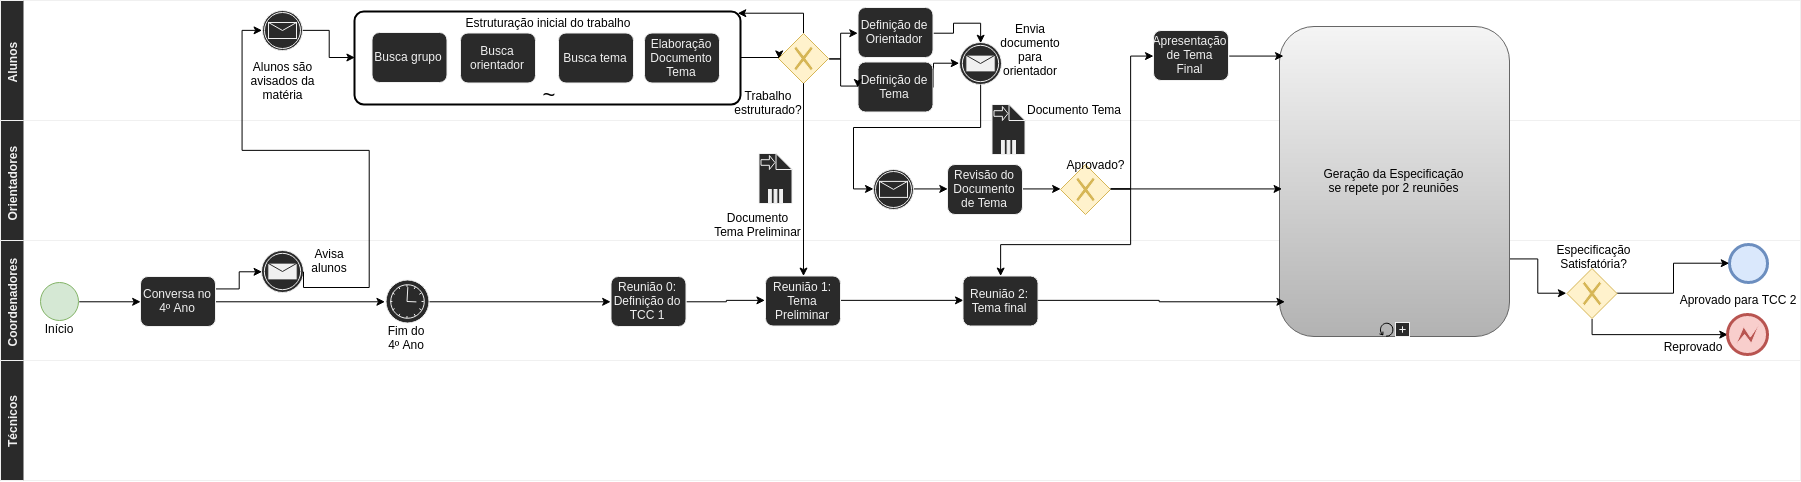 Alunos
Orientadores
Coordenadores
Técnicos
Alunos são
avisados da
matéria
Estruturação inicial do trabalho
Busca grupo
Busca
orientador
Busca tema
Elaboração
Documento
Tema
~
Trabalho
estruturado?
Definição de
Orientador
Definição de
Tema
Envia
documento
para
orientador
Documento Tema
Apresentação
de Tema
Final
Documento
Tema Preliminar
Revisão do
Documento
de Tema
Aprovado?
Geração da Especificação
se repete por 2 reuniões
Início
Conversa no
4º Ano
Avisa
alunos
Fim do
4º Ano
Reunião 0:
Definição do
TCC 1
Reunião 1:
Tema
Preliminar
Reunião 2:
Tema final
Especificação
Satisfatória?
Aprovado para TCC 2
Reprovado